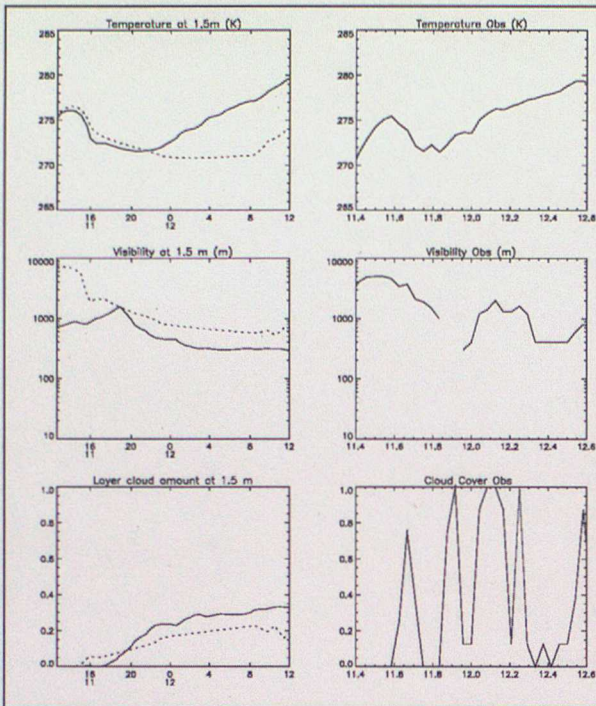 Temperature at 1.5m (K)
285
280
275
270
265
16 20 0 4 8 12
11 12
Temperature Obs (K)
285
280
275
270
265
11.4 11.6 11.8 12.0 12.2 12.4 12.6
Visibility at 1.5 m (m)
10000
1000
100
10
16 20 0 4 8 12
11 12
Visibility Obs (m)
10000
1000
100
10
11.4 11.6 11.8 12.0 12.2 12.4 12.6
Layer cloud amount at 1.5 m
1.0
0.8
0.6
0.4
0.2
0.0
16 20 0 4 8 12
11 12
Cloud Cover Obs
1.0
0.8
0.6
0.4
0.2
0.0
11.4 11.6 11.8 12.0 12.2 12.4 12.6